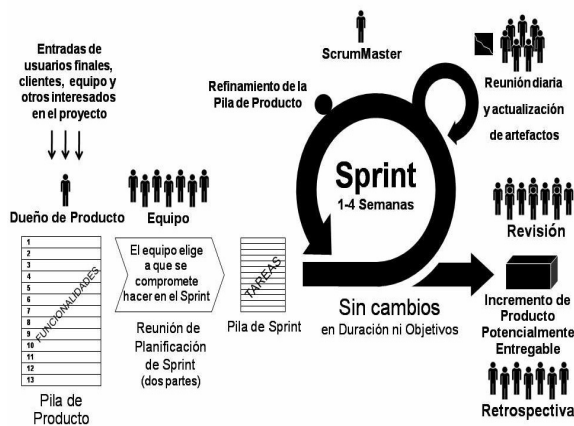 Entradas de
usuarios finales,
clientes, equipo y
otros interesados
en el proyecto
Dueño de Producto
1
2
3
4
5
6
7
8
9
10
11
12
13
FUNCIONALIDADES
Pila de
Producto
Equipo
El equipo elige
a que se
compromete
hacer en el Sprint
Reunión de
Planificación
de Sprint
(dos partes)
TAREAS
Pila de Sprint
ScrumMaster
Refinamiento de la
Pila de Producto
Sprint
1-4 Semanas
Sin cambios
en Duración ni Objetivos
Reunión diaria
y actualización
de artefactos
Revisión
Incremento de
Producto
Potencialmente
Entregable
Retrospectiva